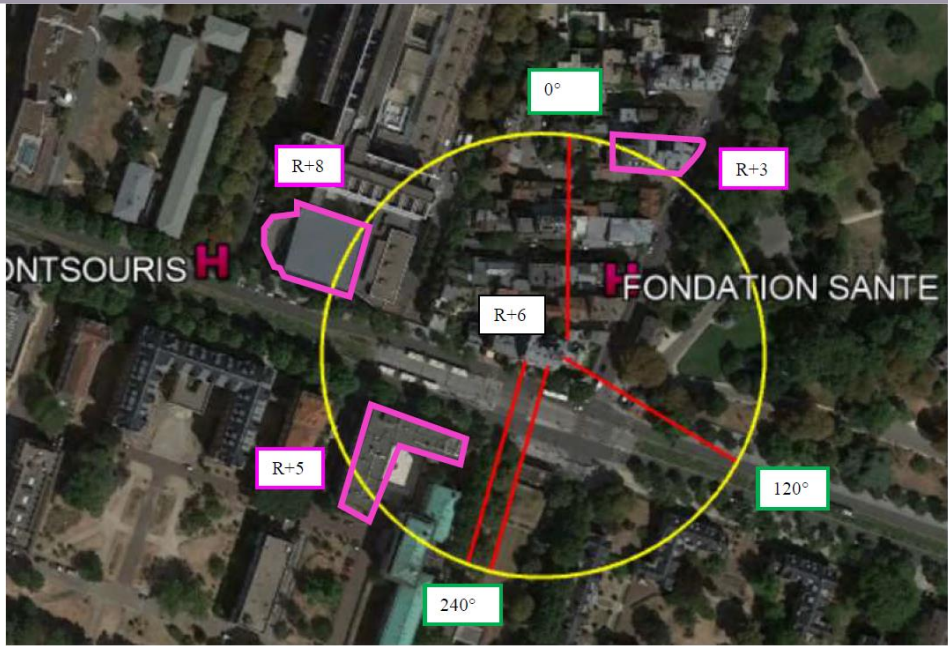 0°
R+8
R+3
ONTSOURIS H
H
FONDATION SANTE
R+6
R+5
120°
240°